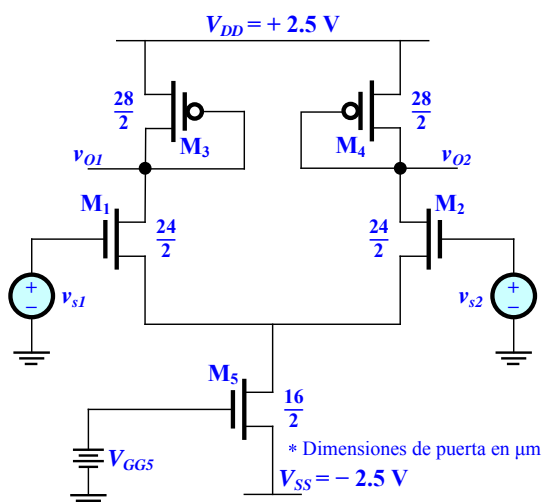 V_DD = + 2.5 V
28/2
28/2
M3
M4
v_O1
v_O2
M1
M2
24/2
24/2
+
−
v_s1
v_s2
+
−
M5
16/2
* Dimensiones de puerta en μm
V_GG5
V_SS = − 2.5 V